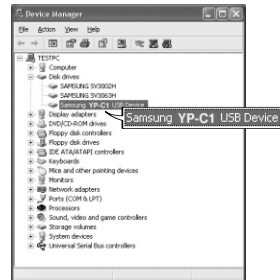 Device Manager
File Action View Help
TESTPC
Computer
Disk drives
SAMSUNG SV3002H
SAMSUNG SV3063H
Samsung YP-C1 USB Device
Samsung YP-C1 USB Device
Display adapters
DVD/CD-ROM drives
Floppy disk controllers
Floppy disk drives
IDE ATA/ATAPI controllers
Keyboards
Mice and other pointing devices
Monitors
Network adapters
Ports (COM & LPT)
Processors
Sound, video and game controllers
Storage volumes
System devices
Universal Serial Bus controllers